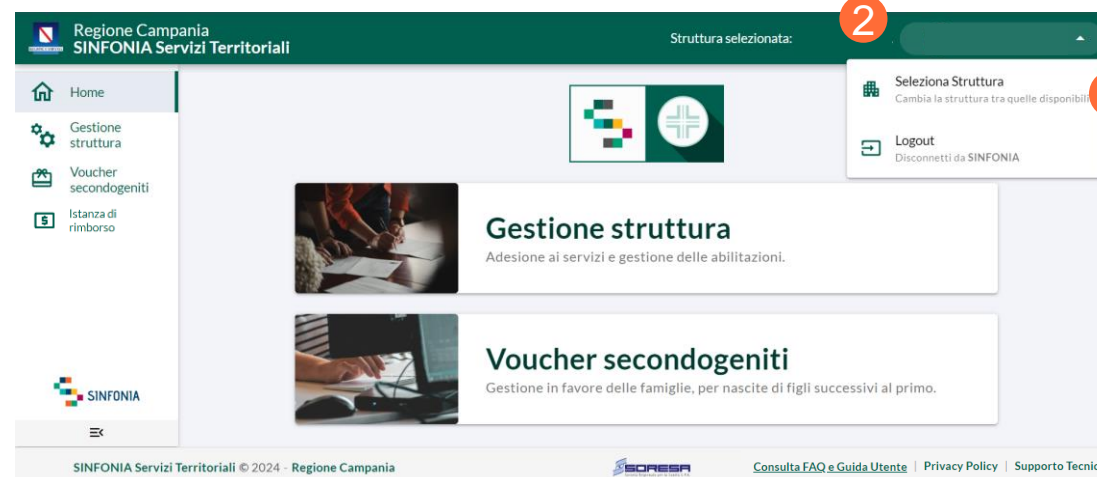 Regione Campania
SINFONIA Servizi Territoriali
Struttura selezionata:
2
Seleziona Struttura
Cambia la struttura tra quelle disponibili
Logout
Disconnetti da SINFONIA
Home
Gestione
struttura
Voucher
secondogeniti
Istanza di
rimborso
Gestione struttura
Adesione ai servizi e gestione delle abilitazioni.
Voucher secondogeniti
Gestione in favore delle famiglie, per nascite di figli successivi al primo.
SINFONIA
SINFONIA Servizi Territoriali © 2024 - Regione Campania
SORESA
Consulta FAQ e Guida Utente | Privacy Policy | Supporto Tecnic